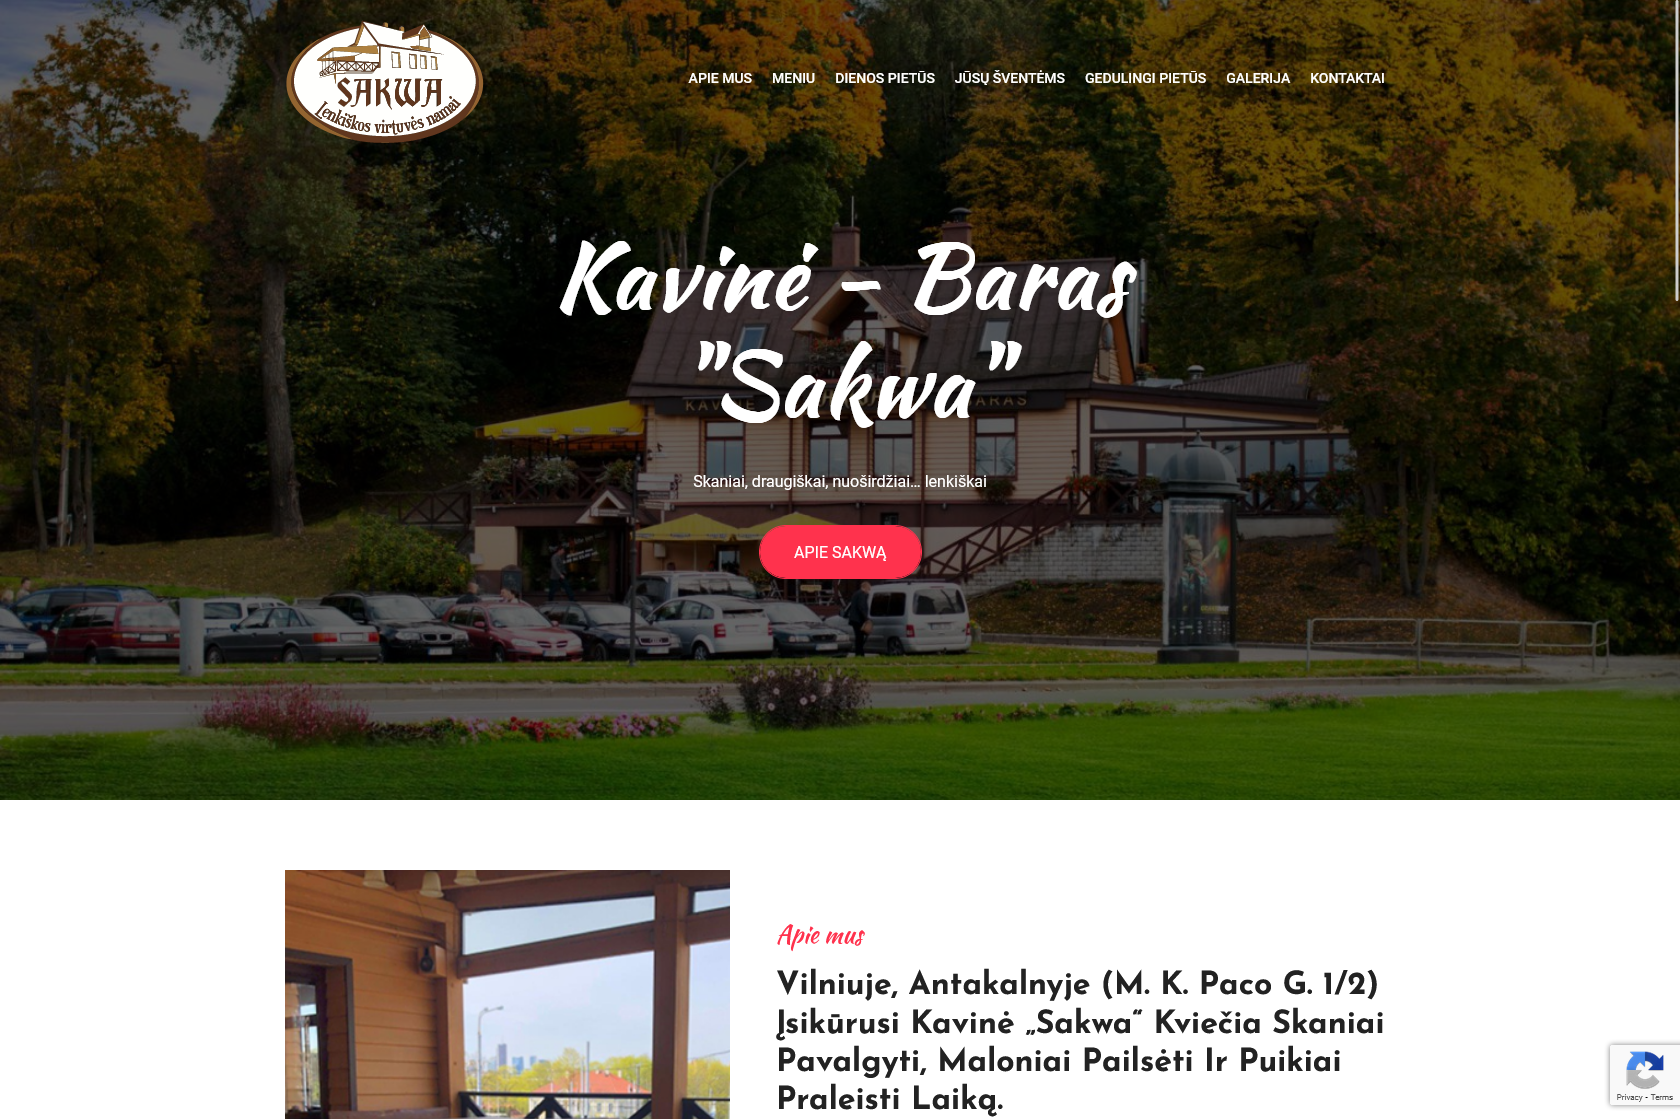 SAKWA
Lenkiškos virtuvės namai
APIE MUS
MENIU
DIENOS PIETŪS
JŪSŲ ŠVENTĖMS
GEDULINGI PIETŪS
GALERIJA
KONTAKTAI
Kavinė - Baras
"Sakwa"
KAVINĖ BARAS
Skaniai, draugiškai, nuoširdžiai... lenkiškai
APIE SAKWĄ
Apie mus
Vilniuje, Antakalnyje (M. K. Paco G. 1/2)
Įsikūrusi Kavinė „Sakwa“ Kviečia Skaniai
Pavalgyti, Maloniai Pailsėti Ir Puikiai
Praleisti Laiką.
Privacy - Terms